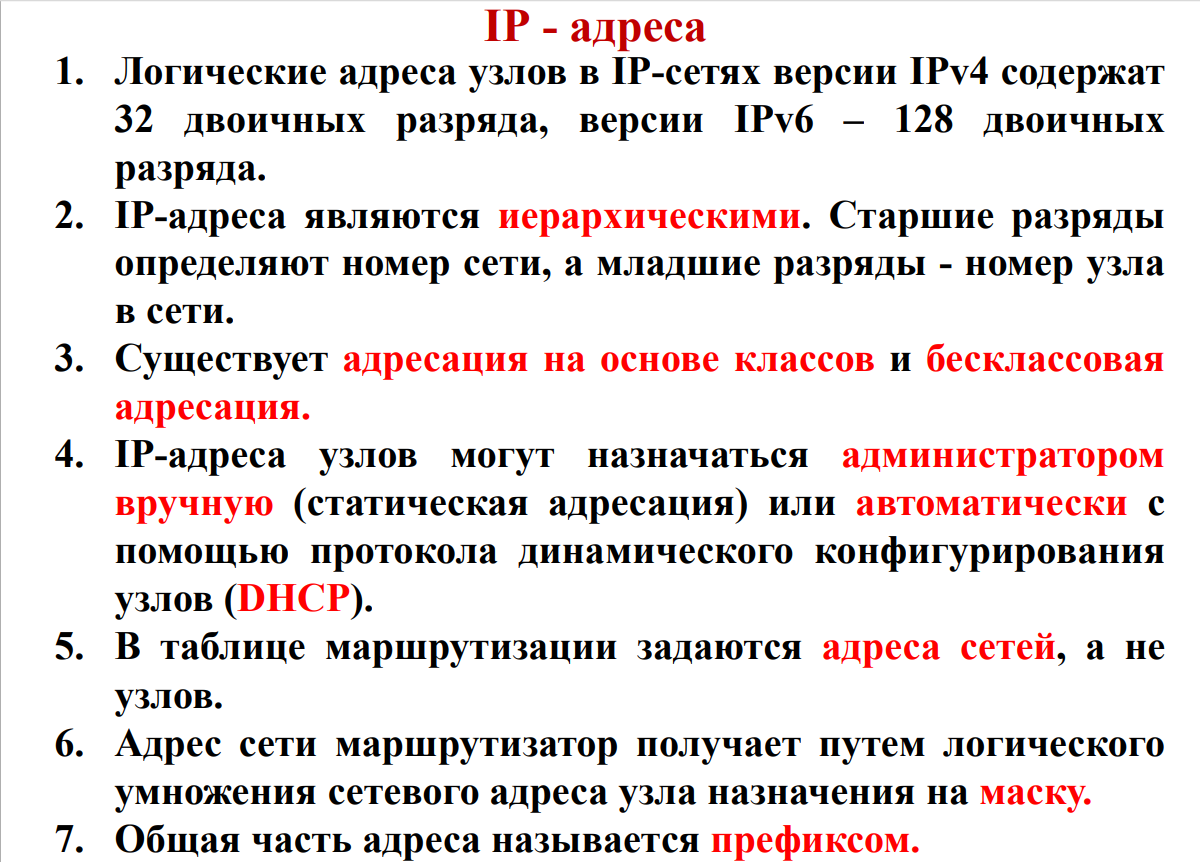 IP - адреса
1. Логические адреса узлов в IP-сетях версии IPv4 содержат
32 двоичных разряда, версии IPv6 – 128 двоичных
разряда.
2. IP-адреса являются иерархическими. Старшие разряды
определяют номер сети, а младшие разряды - номер узла
в сети.
3. Существует адресация на основе классов и бесклассовая
адресация.
4. IP-адреса узлов могут назначаться администратором
вручную (статическая адресация) или автоматически с
помощью протокола динамического конфигурирования
узлов (DHCP).
5. В таблице маршрутизации задаются адреса сетей, а не
узлов.
6. Адрес сети маршрутизатор получает путем логического
умножения сетевого адреса узла назначения на маску.
7. Общая часть адреса называется префиксом.